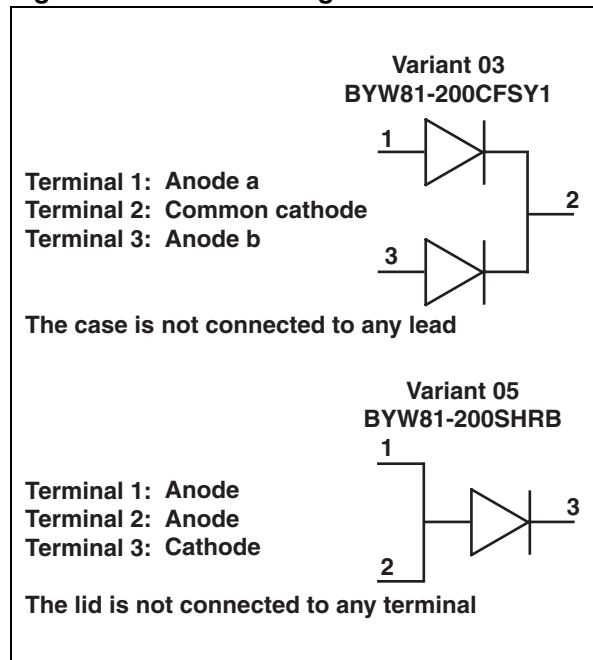 Variant 03
BYW81-200CFSY1
1
Terminal 1: Anode a
Terminal 2: Common cathode
2
Terminal 3: Anode b
3
The case is not connected to any lead
Variant 05
BYW81-200SHRB
1
Terminal 1: Anode
Terminal 2: Anode
3
Terminal 3: Cathode
2
The lid is not connected to any terminal